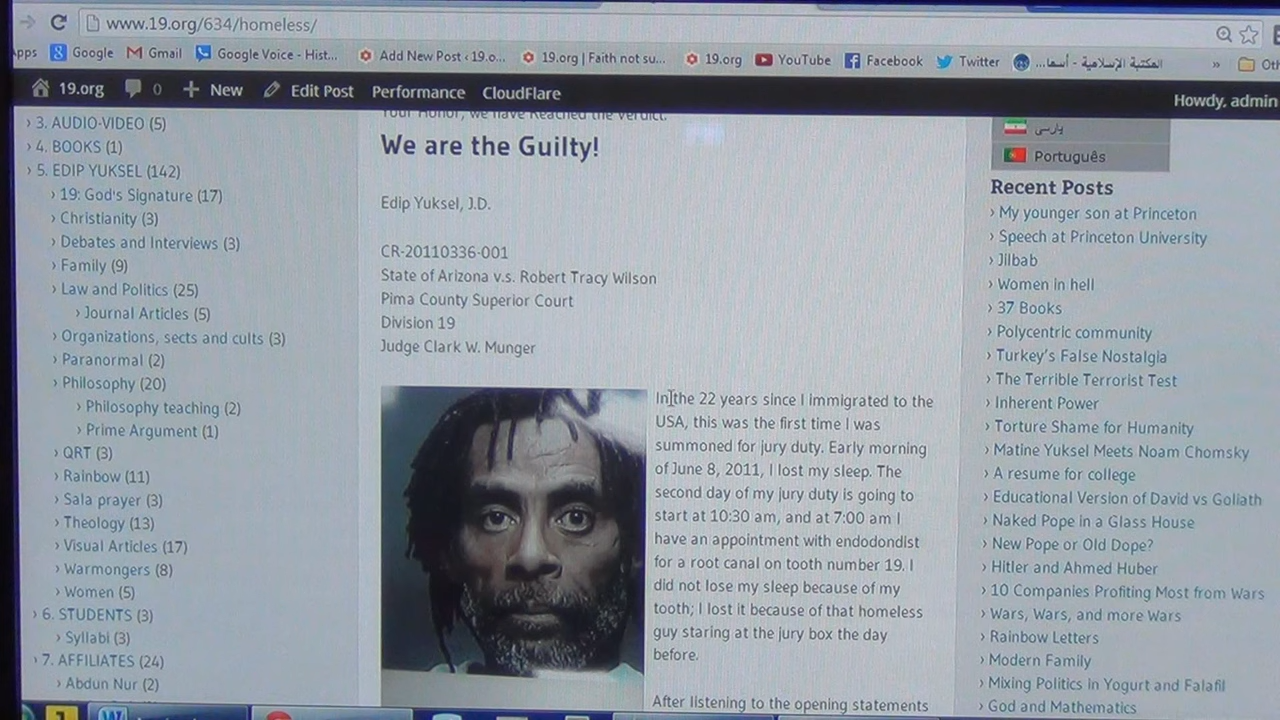 www.19.org/634/homeless/
Apps Google Gmail Google Voice - Hist... Add New Post ‹ 19.o... 19.org | Faith not su... 19.org YouTube Facebook Twitter المكتبة الإسلامية - أسما... »
19.org 0 New Edit Post Performance CloudFlare Howdy, admin
› 3. AUDIO-VIDEO (5)
› 4. BOOKS (1)
› 5. EDIP YUKSEL (142)
› 19: God's Signature (17)
› Christianity (3)
› Debates and Interviews (3)
› Family (9)
› Law and Politics (25)
› Journal Articles (5)
› Organizations, sects and cults (3)
› Paranormal (2)
› Philosophy (20)
› Philosophy teaching (2)
› Prime Argument (1)
› QRT (3)
› Rainbow (11)
› Sala prayer (3)
› Theology (13)
› Visual Articles (17)
› Warmongers (8)
› Women (5)
› 6. STUDENTS (3)
› Syllabi (3)
› 7. AFFILIATES (24)
› Abdun Nur (2)
Your Honor, we have Reached the Verdict.
We are the Guilty!
Edip Yuksel, J.D.
CR-20110336-001
State of Arizona v.s. Robert Tracy Wilson
Pima County Superior Court
Division 19
Judge Clark W. Munger
In the 22 years since I immigrated to the
USA, this was the first time I was
summoned for jury duty. Early morning
of June 8, 2011, I lost my sleep. The
second day of my jury duty is going to
start at 10:30 am, and at 7:00 am I
have an appointment with endodondist
for a root canal on tooth number 19. I
did not lose my sleep because of my
tooth; I lost it because of that homeless
guy staring at the jury box the day
before.
After listening to the opening statements
پارسی
Português
Recent Posts
› My younger son at Princeton
› Speech at Princeton University
› Jilbab
› Women in hell
› 37 Books
› Polycentric community
› Turkey's False Nostalgia
› The Terrible Terrorist Test
› Inherent Power
› Torture Shame for Humanity
› Matine Yuksel Meets Noam Chomsky
› A resume for college
› Educational Version of David vs Goliath
› Naked Pope in a Glass House
› New Pope or Old Dope?
› Hitler and Ahmed Huber
› 10 Companies Profiting Most from Wars
› Wars, Wars, and more Wars
› Rainbow Letters
› Modern Family
› Mixing Politics in Yogurt and Falafil
› God and Mathematics